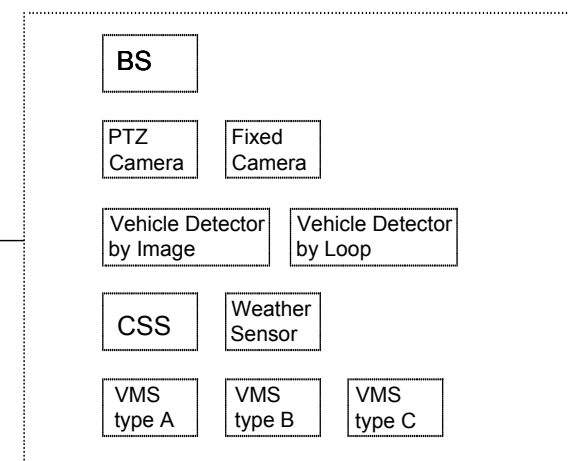 BS
PTZ
Camera
Fixed
Camera
Vehicle Detector
by Image
Vehicle Detector
by Loop
CSS
Weather
Sensor
VMS
type A
VMS
type B
VMS
type C